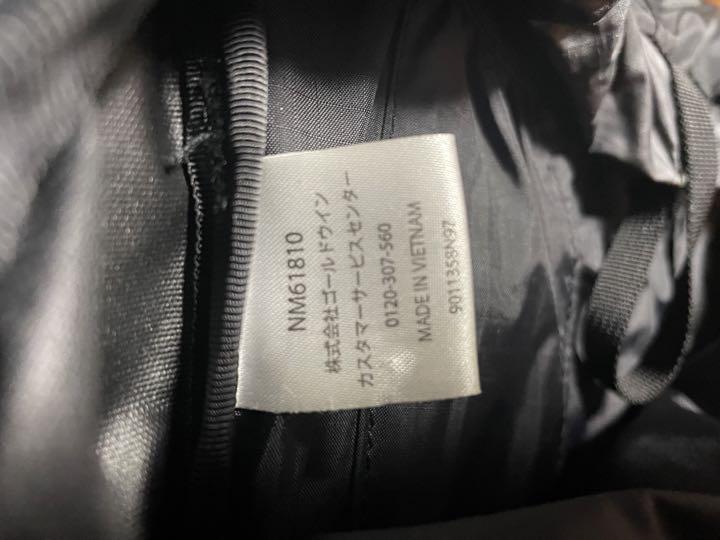 NM61810
株式会社ゴールドウイン
カスタマーサービスセンター
0120-307-560
MADE IN VIETNAM
9011358N97